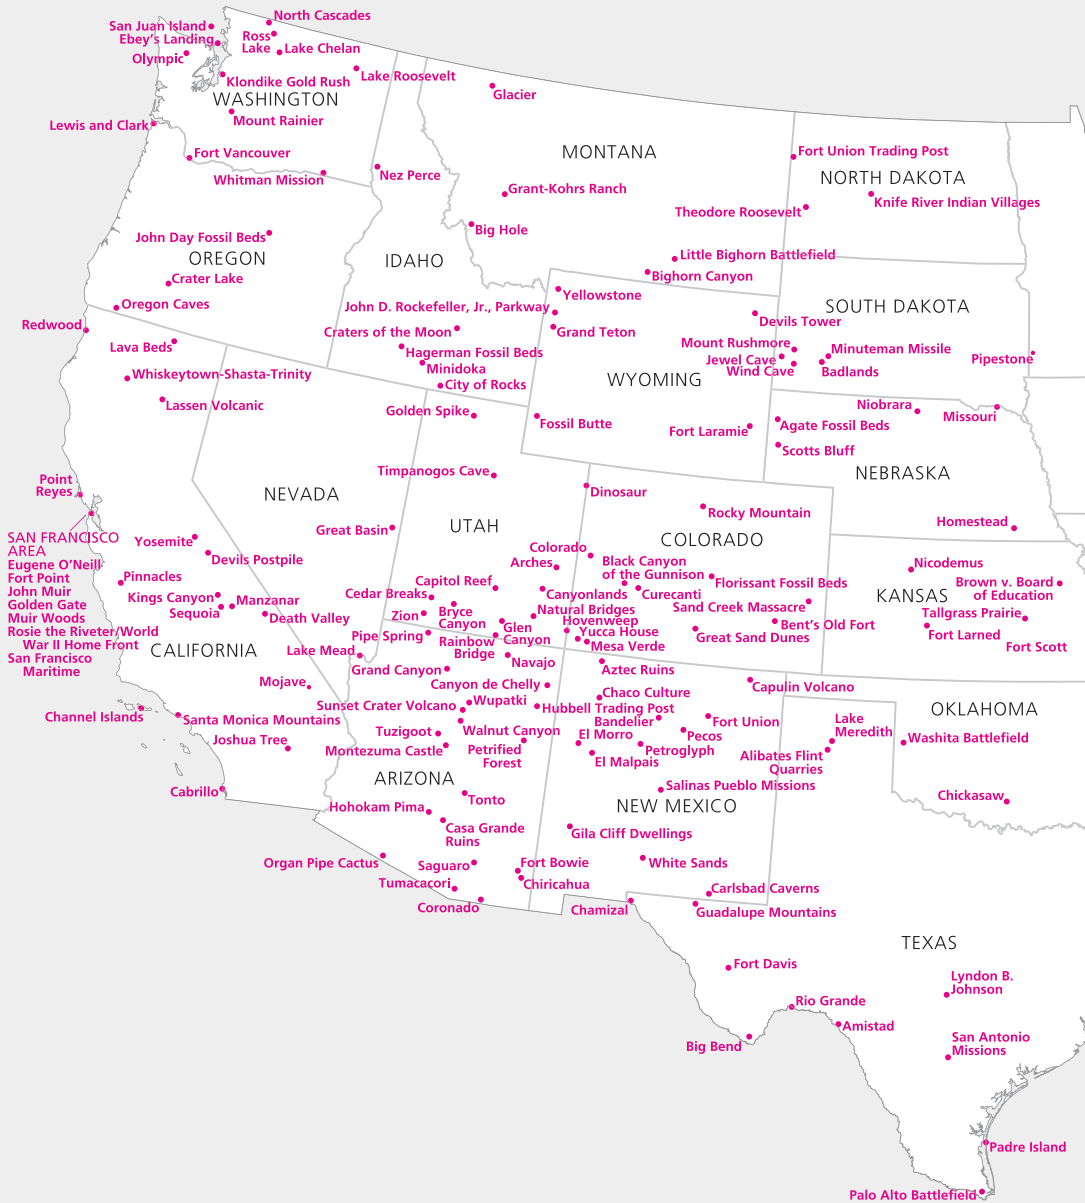 North Cascades
San Juan Island
Ebey's Landing
Ross
Lake
Lake Chelan
Olympic
Lake Roosevelt
Klondike Gold Rush
WASHINGTON
Mount Rainier
Lewis and Clark
Fort Vancouver
Whitman Mission
Nez Perce
Glacier
MONTANA
Grant-Kohrs Ranch
Big Hole
Little Bighorn Battlefield
Bighorn Canyon
Fort Union Trading Post
NORTH DAKOTA
Knife River Indian Villages
Theodore Roosevelt
John Day Fossil Beds
OREGON
Crater Lake
Oregon Caves
IDAHO
Yellowstone
John D. Rockefeller, Jr., Parkway
Grand Teton
Craters of the Moon
Hagerman Fossil Beds
Minidoka
City of Rocks
SOUTH DAKOTA
Devils Tower
Mount Rushmore
Jewel Cave
Wind Cave
Minuteman Missile
Badlands
Pipestone
WYOMING
Fossil Butte
Fort Laramie
Redwood
Lava Beds
Whiskeytown-Shasta-Trinity
Lassen Volcanic
Golden Spike
Niobrara
Missouri
Agate Fossil Beds
Scotts Bluff
NEBRASKA
Homestead
Timpanogos Cave
Dinosaur
Point
Reyes
NEVADA
Great Basin
UTAH
Rocky Mountain
COLORADO
SAN FRANCISCO
AREA
Eugene O'Neill
Fort Point
John Muir
Golden Gate
Muir Woods
Rosie the Riveter/World
War II Home Front
San Francisco
Maritime
Yosemite
Devils Postpile
Pinnacles
Kings Canyon
Sequoia
Manzanar
Death Valley
CALIFORNIA
Colorado
Arches
Black Canyon
of the Gunnison
Curecanti
Florissant Fossil Beds
Sand Creek Massacre
Bent's Old Fort
Great Sand Dunes
Nicodemus
Brown v. Board
of Education
KANSAS
Tallgrass Prairie
Fort Larned
Fort Scott
Capitol Reef
Cedar Breaks
Zion
Bryce
Canyon
Canyonlands
Natural Bridges
Hovenweep
Yucca House
Mesa Verde
Glen
Canyon
Rainbow
Bridge
Pipe Spring
Lake Mead
Grand Canyon
Navajo
Aztec Ruins
Mojave
Canyon de Chelly
Sunset Crater Volcano
Wupatki
Hubbell Trading Post
Chaco Culture
Bandelier
Capulin Volcano
Fort Union
Pecos
El Morro
Petroglyph
El Malpais
Salinas Pueblo Missions
Channel Islands
Santa Monica Mountains
Joshua Tree
Cabrillo
Tuzigoot
Walnut Canyon
Montezuma Castle
Petrified
Forest
ARIZONA
Tonto
Hohokam Pima
Casa Grande
Ruins
NEW MEXICO
Gila Cliff Dwellings
White Sands
Organ Pipe Cactus
Saguaro
Tumacacori
Coronado
Fort Bowie
Chiricahua
Chamizal
Carlsbad Caverns
Guadalupe Mountains
Lake
Meredith
Alibates Flint
Quarries
OKLAHOMA
Washita Battlefield
Chickasaw
TEXAS
Fort Davis
Lyndon B.
Johnson
Rio Grande
Amistad
Big Bend
San Antonio
Missions
Padre Island
Palo Alto Battlefield